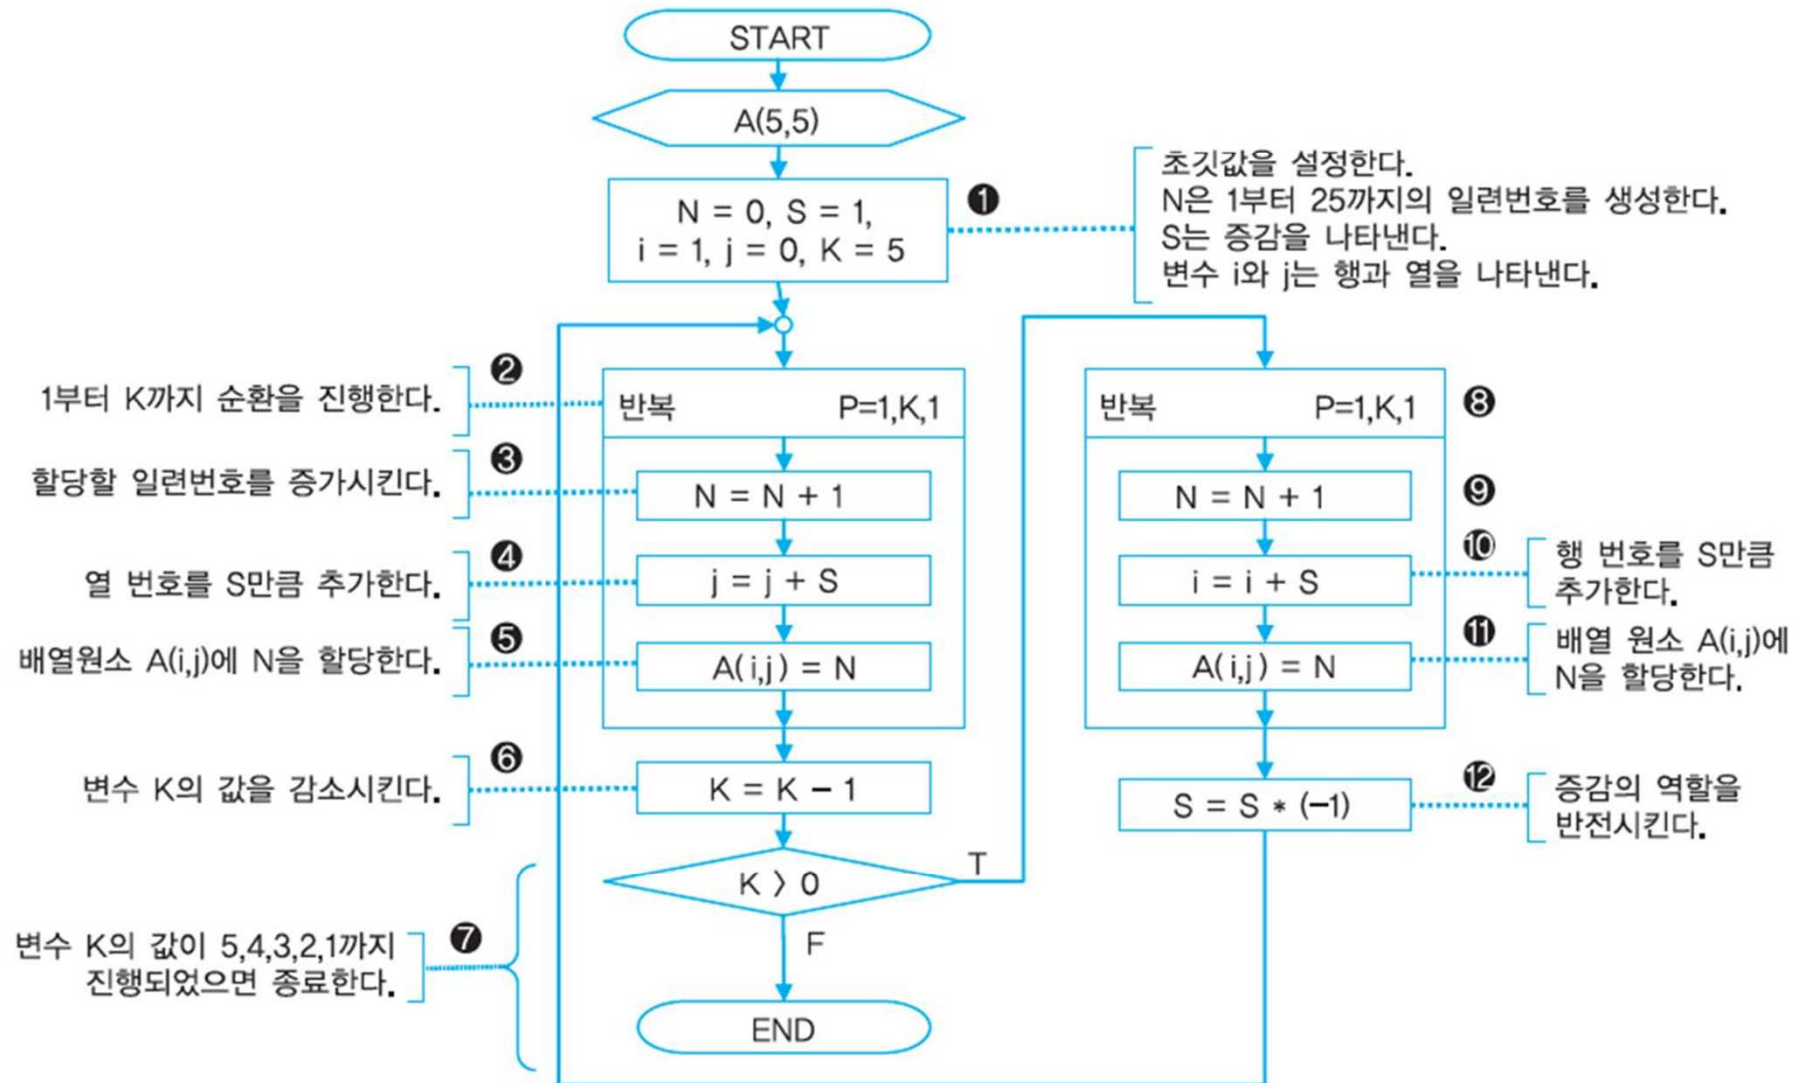 START
A(5,5)
N = 0, S = 1,
i = 1, j = 0, K = 5
❶
초깃값을 설정한다.
N은 1부터 25까지의 일련번호를 생성한다.
S는 증감을 나타낸다.
변수 i와 j는 행과 열을 나타낸다.
1부터 K까지 순환을 진행한다.
❷
반복 P=1,K,1
할당할 일련번호를 증가시킨다.
❸
N = N + 1
열 번호를 S만큼 추가한다.
❹
j = j + S
배열원소 A(i,j)에 N을 할당한다.
❺
A(i,j) = N
변수 K의 값을 감소시킨다.
❻
K = K − 1
K 〉 0
T
F
변수 K의 값이 5,4,3,2,1까지
진행되었으면 종료한다.
❼
END
반복 P=1,K,1
❽
N = N + 1
❾
i = i + S
❿
행 번호를 S만큼
추가한다.
A(i,j) = N
⓫
배열 원소 A(i,j)에
N을 할당한다.
S = S * (−1)
⓬
증감의 역할을
반전시킨다.